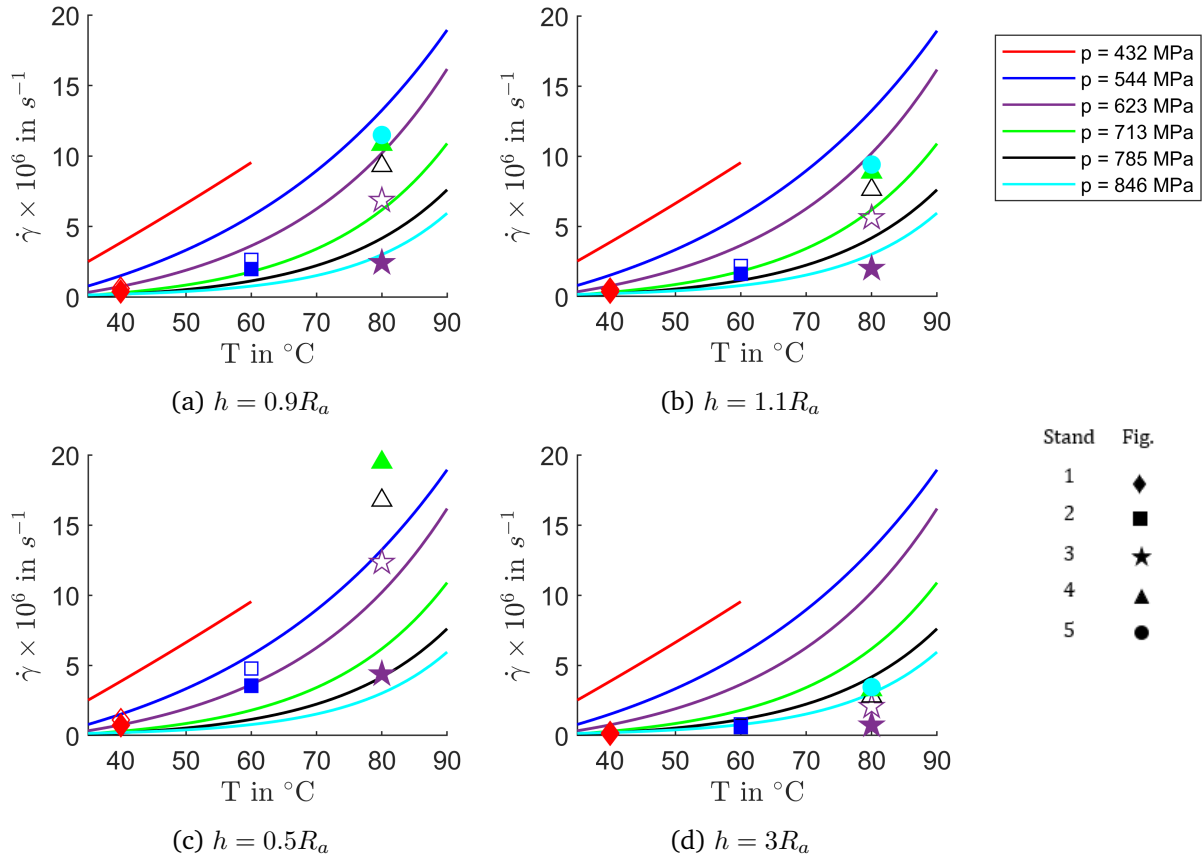 20
15
10
5
0
40 50 60 70 80 90
γ̇ × 10⁶ in s⁻¹
T in °C
(a) h = 0.9Rₐ
20
15
10
5
0
40 50 60 70 80 90
γ̇ × 10⁶ in s⁻¹
T in °C
(b) h = 1.1Rₐ
p = 432 MPa
p = 544 MPa
p = 623 MPa
p = 713 MPa
p = 785 MPa
p = 846 MPa
20
15
10
5
0
40 50 60 70 80 90
γ̇ × 10⁶ in s⁻¹
T in °C
(c) h = 0.5Rₐ
20
15
10
5
0
40 50 60 70 80 90
γ̇ × 10⁶ in s⁻¹
T in °C
(d) h = 3Rₐ
Stand Fig.
1
2
3
4
5